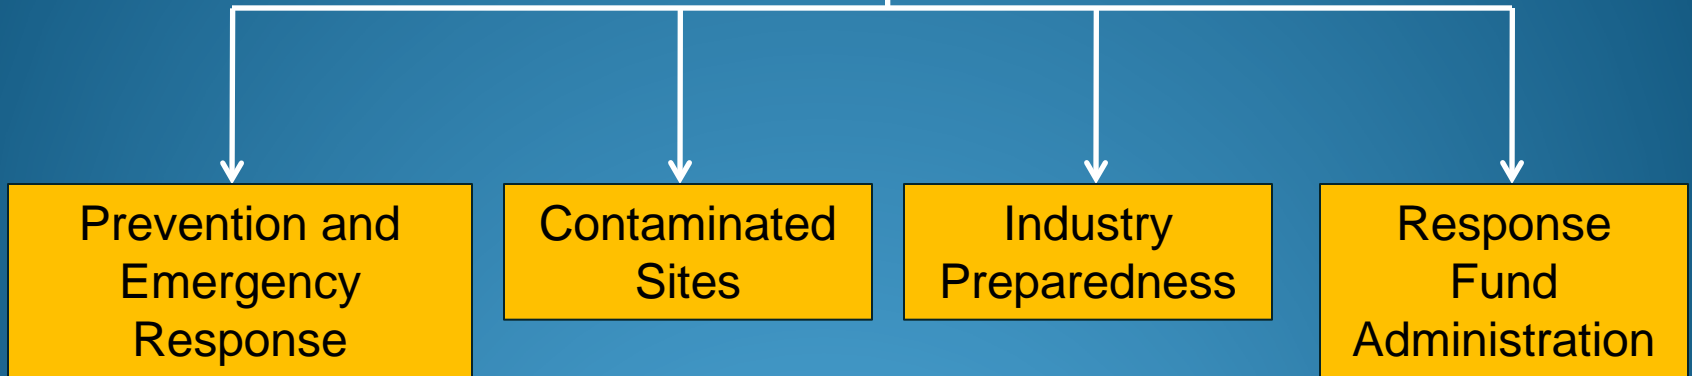 Prevention and
Emergency
Response
Contaminated
Sites
Industry
Preparedness
Response
Fund
Administration